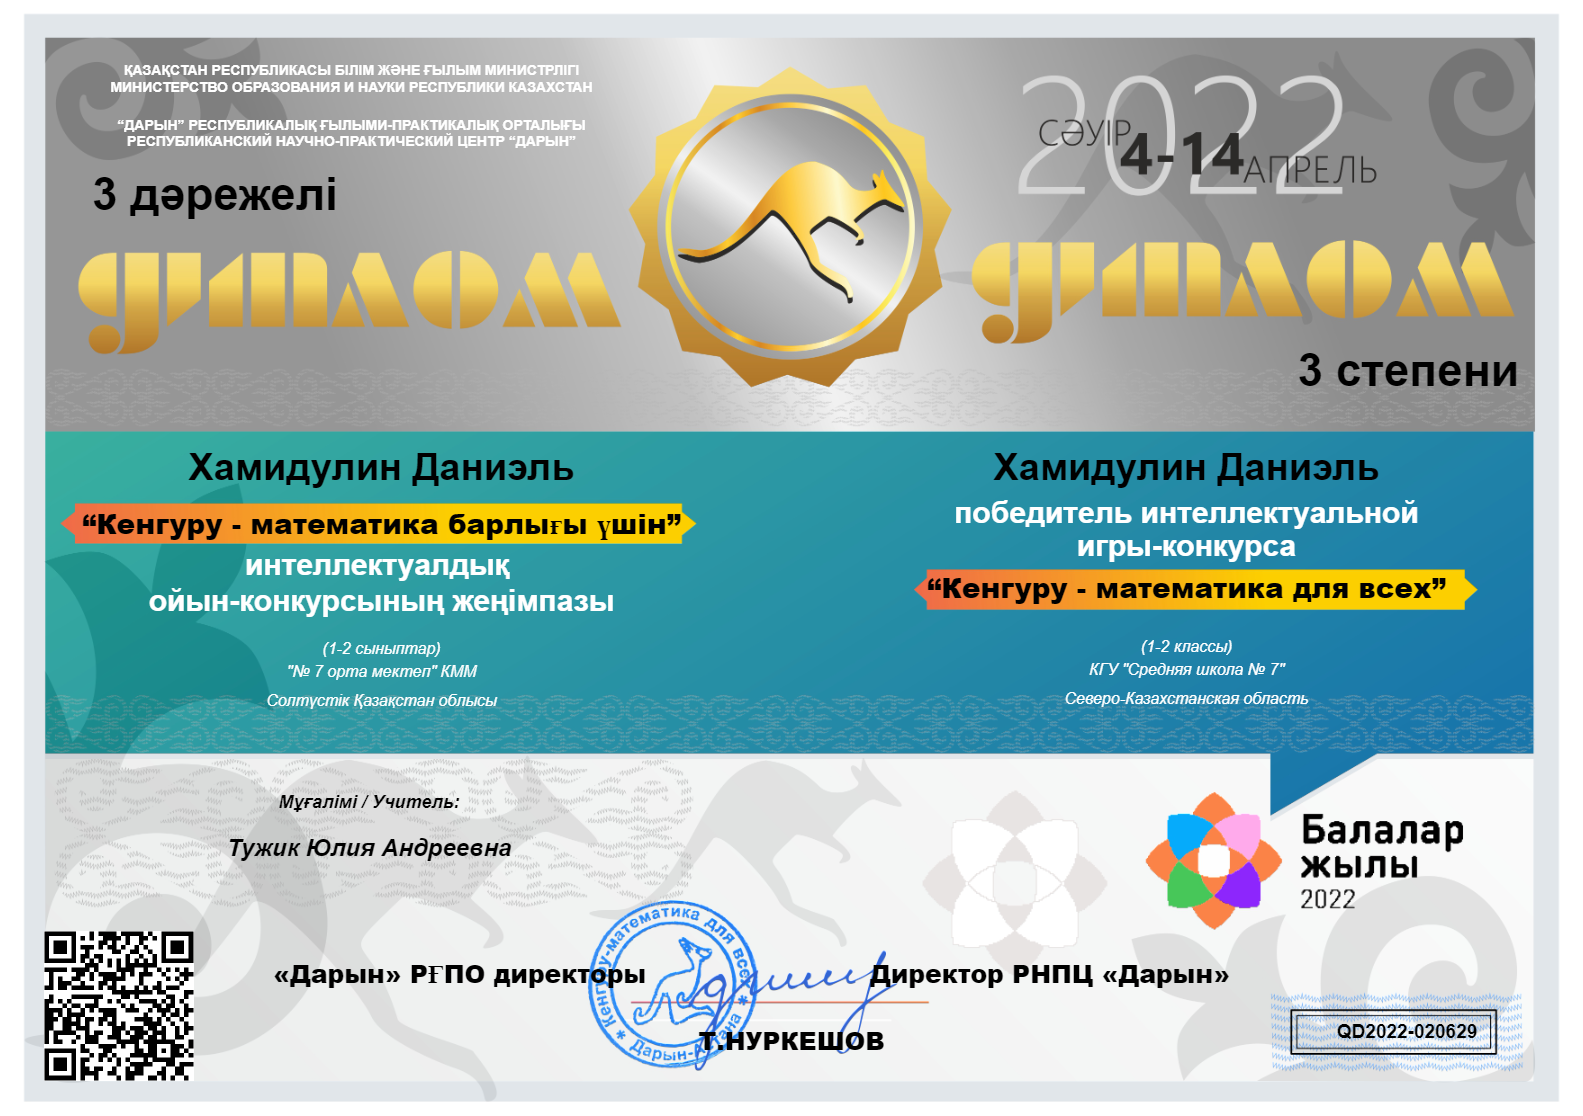 ҚАЗАҚСТАН РЕСПУБЛИКАСЫ БІЛІМ ЖӘНЕ ҒЫЛЫМ МИНИСТРЛІГІ
МИНИСТЕРСТВО ОБРАЗОВАНИЯ И НАУКИ РЕСПУБЛИКИ КАЗАХСТАН
“ДАРЫН” РЕСПУБЛИКАЛЫҚ ҒЫЛЫМИ-ПРАКТИКАЛЫҚ ОРТАЛЫҒЫ
РЕСПУБЛИКАНСКИЙ НАУЧНО-ПРАКТИЧЕСКИЙ ЦЕНТР “ДАРЫН”
3 дәрежелі
ДИПЛОМ
2022
СӘУІР 4-14 АПРЕЛЬ
ДИПЛОМ
3 степени
Хамидулин Даниэль
“Кенгуру - математика барлығы үшін”
интеллектуалдық
ойын-конкурсының жеңімпазы
(1-2 сыныптар)
"№ 7 орта мектеп" КММ
Солтүстік Қазақстан облысы
Хамидулин Даниэль
победитель интеллектуальной
игры-конкурса
“Кенгуру - математика для всех”
(1-2 классы)
КГУ "Средняя школа № 7"
Северо-Казахстанская область
Мұғалімі / Учитель:
Тужик Юлия Андреевна
Балалар
жылы
2022
«Дарын» РҒПО директоры
Кенгуру-математика для всех
Дарын-Астана
Директор РНПЦ «Дарын»
Т.НУРКЕШОВ
QD2022-020629